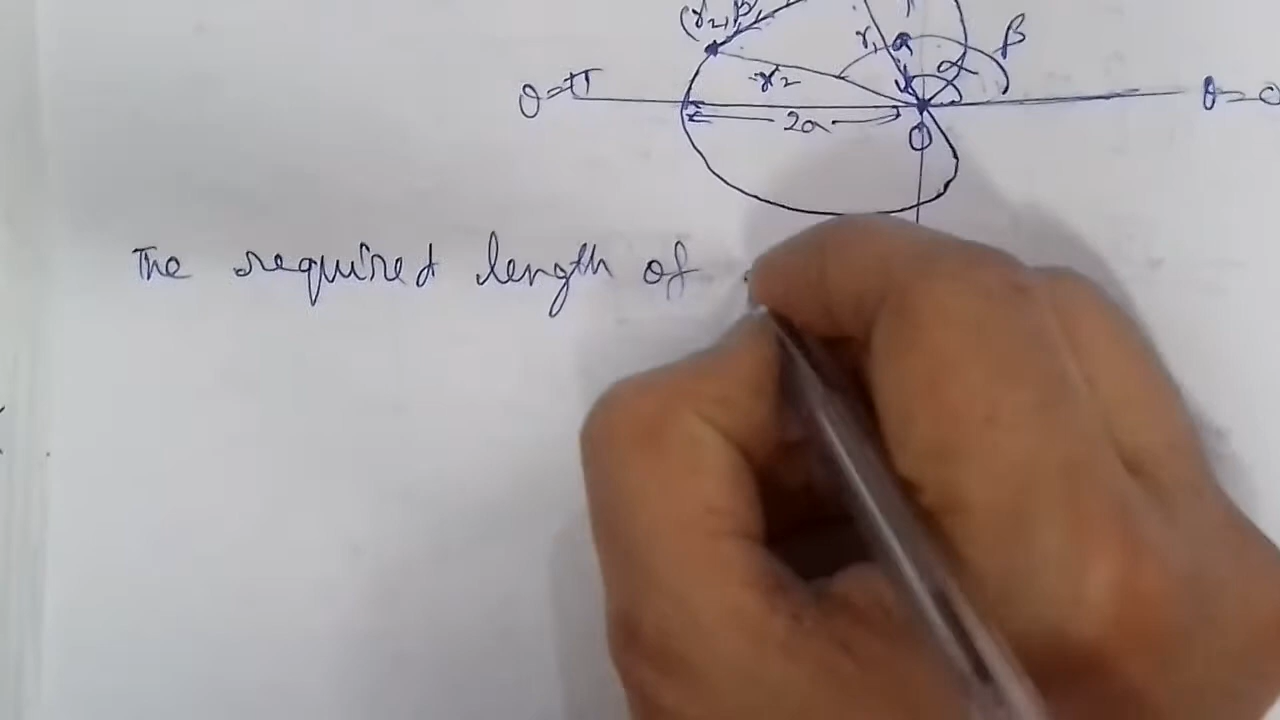 (r₂, β)
r₁ a α β
r₂
θ=π θ=0
2a
O
The required length of